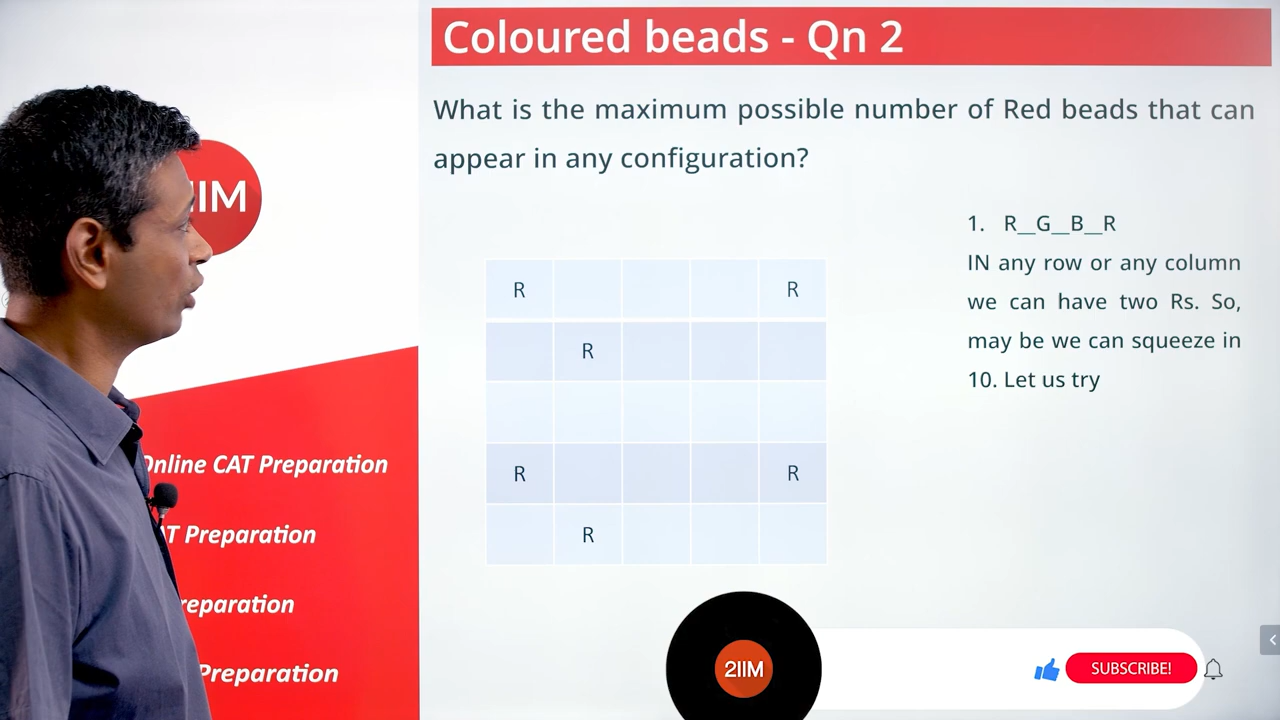 Coloured beads - Qn 2
What is the maximum possible number of Red beads that can
appear in any configuration?
IIM
1. R__G__B__R
IN any row or any column
we can have two Rs. So,
may be we can squeeze in
10. Let us try
R R
R
R R
R
Online CAT Preparation
AT Preparation
reparation
Preparation
2IIM
SUBSCRIBE!